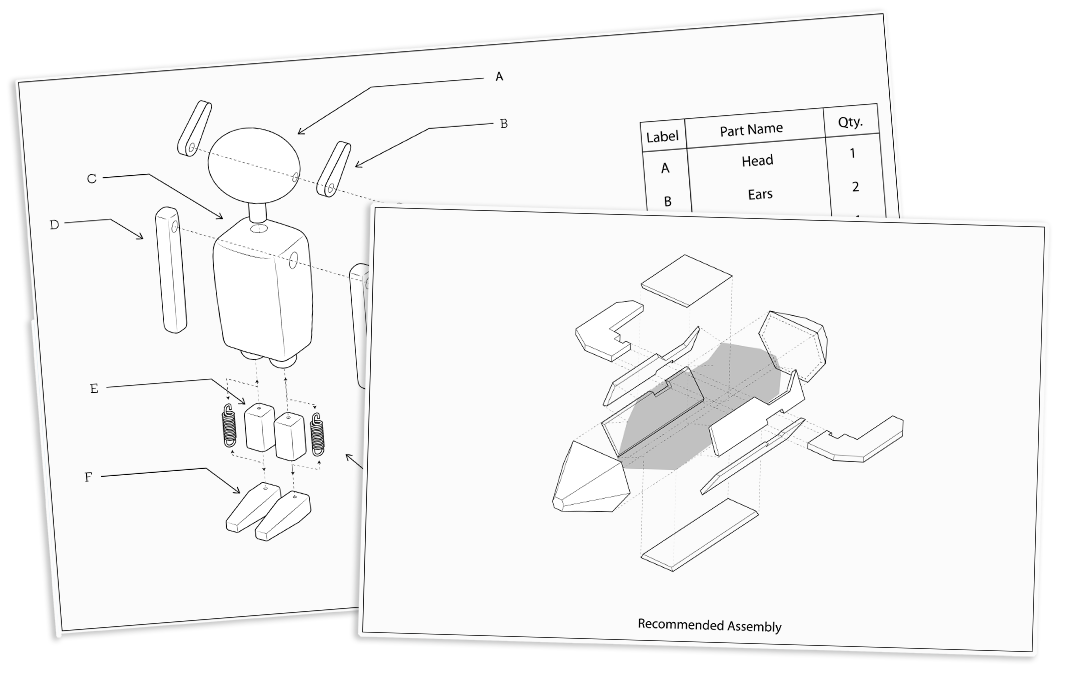 A
B
C
D
E
F
Label Part Name Qty.
A Head 1
B Ears 2
Recommended Assembly